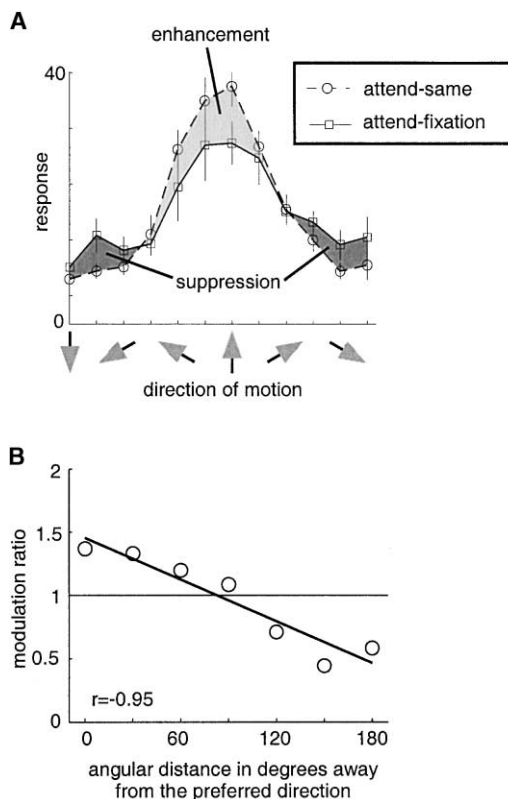 A
enhancement
40
attend-same
attend-fixation
response
suppression
0
direction of motion
B
2
1.5
modulation ratio
1
0.5
r=-0.95
0
0
60
120
180
angular distance in degrees away
from the preferred direction